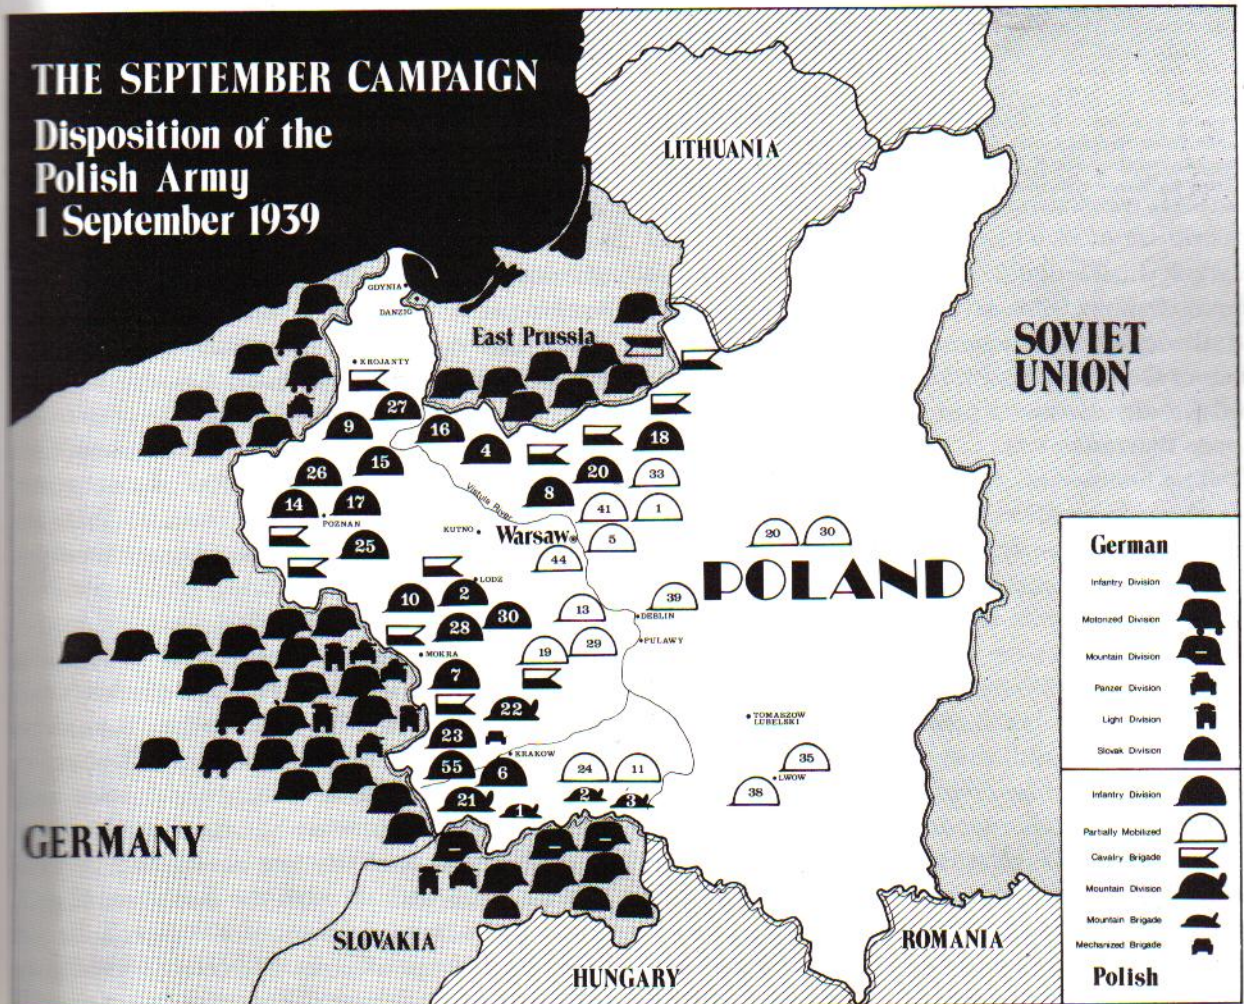 THE SEPTEMBER CAMPAIGN
Disposition of the
Polish Army
1 September 1939
LITHUANIA
SOVIET
UNION
GDYNIA
DANZIG
East Prussia
KROJANTY
27
9
16
4
18
15
26
20
33
14
17
8
41
1
POZNAN
Vistula River
KUTNO
Warsaw
5
20
30
25
44
POLAND
LODZ
10
2
30
39
13
DEBLIN
28
29
PULAWY
MOKRA
19
7
22
TOMASZOW
LUBELSKI
23
KRAKOW
55
6
24
11
35
LWOW
38
21
1
2
3
GERMANY
SLOVAKIA
HUNGARY
ROMANIA
German
Infantry Division
Motorized Division
Mountain Division
Panzer Division
Light Division
Slovak Division
Infantry Division
Partially Mobilized
Cavalry Brigade
Mountain Division
Mountain Brigade
Mechanized Brigade
Polish